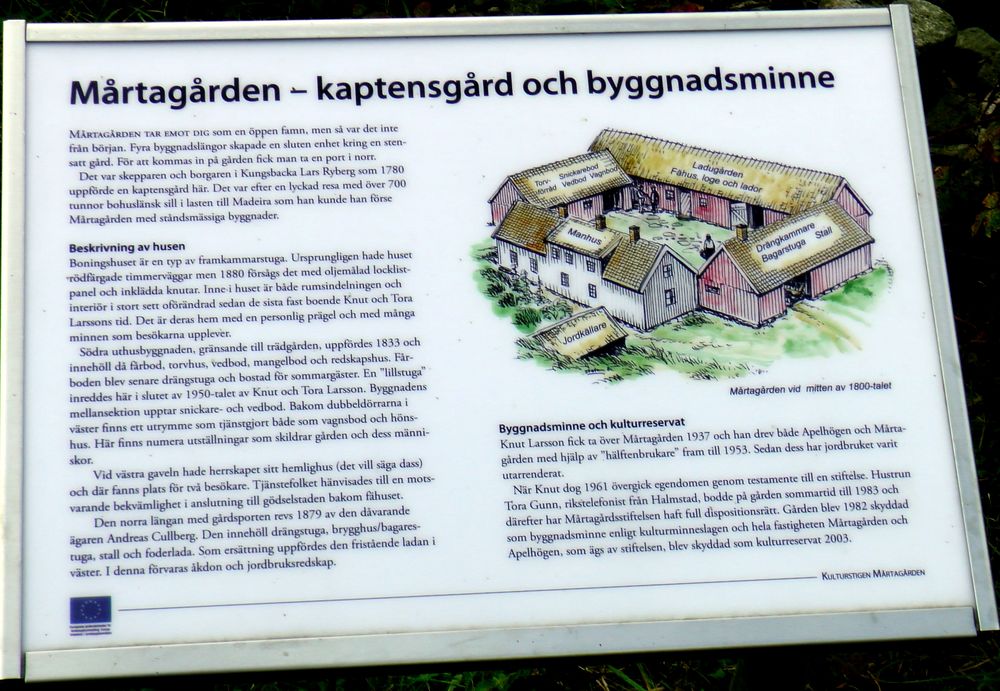 Mårtagården – kaptensgård och byggnadsminne
MÅRTAGÅRDEN TAR EMOT DIG som en öppen famn, men så var det inte
från början. Fyra byggnadslängor skapade en sluten enhet kring en sten-
satt gård. För att kommas in på gården fick man ta en port i norr.
Det var skepparen och borgaren i Kungsbacka Lars Ryberg som 1780
uppförde en kaptensgård här. Det var efter en lyckad resa med över 700
tunnor bohuslänsk sill i lasten till Madeira som han kunde han förse
Mårtagården med ståndsmässiga byggnader.
Beskrivning av husen
Boningshuset är en typ av framkammarstuga. Ursprungligen hade huset
rödfärgade timmerväggar men 1880 försågs det med oljemålad locklist-
panel och inklädda knutar. Inne i huset är både rumsindelningen och
interiör i stort sett oförändrad sedan de sista fast boende Knut och Tora
Larssons tid. Det är deras hem med en personlig prägel och med många
minnen som besökarna upplever.
Södra uthusbyggnaden, gränsande till trädgården, uppfördes 1833 och
innehöll då fårbod, torvhus, vedbod, mangelbod och redskapshus. Får-
boden blev senare drängstuga och bostad för sommargäster. En "lillstuga"
inreddes här i slutet av 1950-talet av Knut och Tora Larsson. Byggnadens
mellansektion upptar snickare- och vedbod. Bakom dubbeldörrarna i
väster finns ett utrymme som tjänstgjort både som vagnsbod och höns-
hus. Här finns numera utställningar som skildrar gården och dess männi-
skor.
Vid västra gaveln hade herrskapet sitt hemlighus (det vill säga dass)
och där fanns plats för två besökare. Tjänstefolket hänvisades till en mots-
varande bekvämlighet i anslutning till gödselstaden bakom fähuset.
Den norra längan med gårdsporten revs 1879 av den dåvarande
ägaren Andreas Cullberg. Den innehöll drängstuga, brygghus/bagares-
tuga, stall och foderlada. Som ersättning uppfördes den fristående ladan i
väster. I denna förvaras åkdon och jordbruksredskap.
Torv-
förråd
Snickarebod
Vedbod Vagnbod
Ladugården
Fähus, loge och lador
Manhus
Drängkammare
Bagarstuga Stall
Jordkällare
Mårtagården vid mitten av 1800-talet
Byggnadsminne och kulturreservat
Knut Larsson fick ta över Mårtagården 1937 och han drev både Apelhögen och Mårta-
gården med hjälp av "hälftenbrukare" fram till 1953. Sedan dess har jordbruket varit
utarrenderat.
När Knut dog 1961 övergick egendomen genom testamente till en stiftelse. Hustrun
Tora Gunn, rikstelefonist från Halmstad, bodde på gården sommartid till 1983 och
därefter har Mårtagårdsstiftelsen haft full dispositionsrätt. Gården blev 1982 skyddad
som byggnadsminne enligt kulturminneslagen och hela fastigheten Mårtagården och
Apelhögen, som ägs av stiftelsen, blev skyddad som kulturreservat 2003.
KULTURSTIGEN MÅRTAGÅRDEN